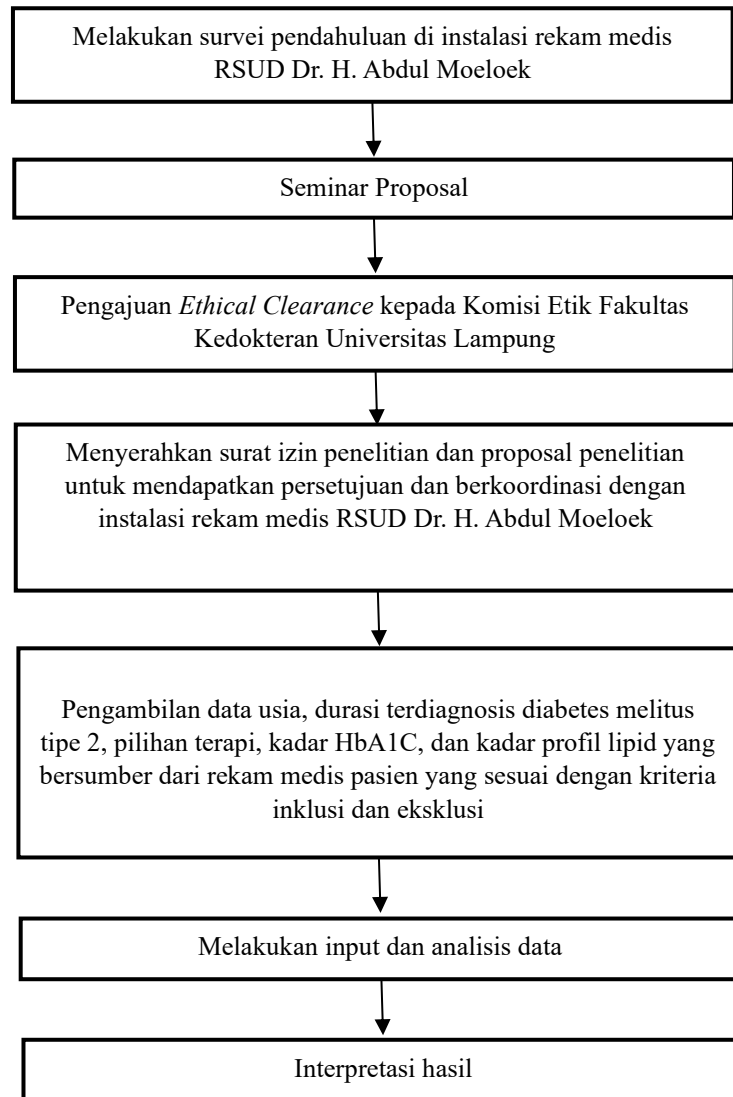 Melakukan survei pendahuluan di instalasi rekam medis
RSUD Dr. H. Abdul Moeloek
Seminar Proposal
Pengajuan Ethical Clearance kepada Komisi Etik Fakultas
Kedokteran Universitas Lampung
Menyerahkan surat izin penelitian dan proposal penelitian
untuk mendapatkan persetujuan dan berkoordinasi dengan
instalasi rekam medis RSUD Dr. H. Abdul Moeloek
Pengambilan data usia, durasi terdiagnosis diabetes melitus
tipe 2, pilihan terapi, kadar HbA1C, dan kadar profil lipid yang
bersumber dari rekam medis pasien yang sesuai dengan kriteria
inklusi dan eksklusi
Melakukan input dan analisis data
Interpretasi hasil